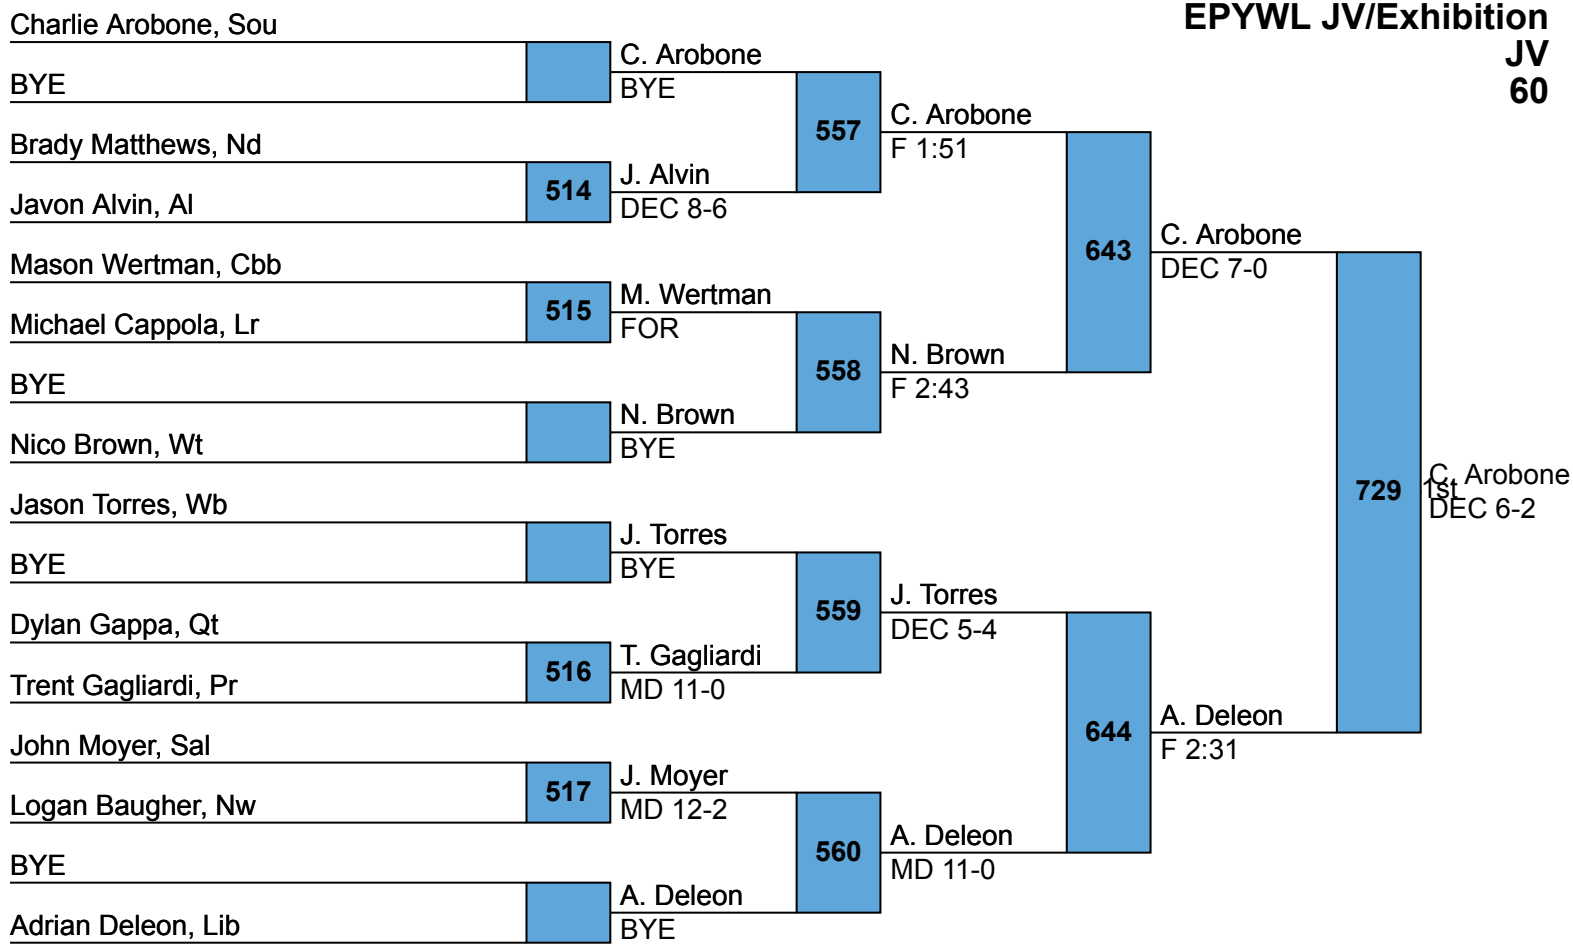 EPYWL JV/Exhibition
JV
60
Charlie Arobone, Sou
BYE
C. Arobone
BYE
Brady Matthews, Nd
Javon Alvin, Al
514
J. Alvin
DEC 8-6
557
C. Arobone
F 1:51
Mason Wertman, Cbb
Michael Cappola, Lr
515
M. Wertman
FOR
BYE
Nico Brown, Wt
N. Brown
BYE
558
N. Brown
F 2:43
643
C. Arobone
DEC 7-0
Jason Torres, Wb
BYE
J. Torres
BYE
Dylan Gappa, Qt
Trent Gagliardi, Pr
516
T. Gagliardi
MD 11-0
559
J. Torres
DEC 5-4
John Moyer, Sal
Logan Baugher, Nw
517
J. Moyer
MD 12-2
BYE
Adrian Deleon, Lib
A. Deleon
BYE
560
A. Deleon
MD 11-0
644
A. Deleon
F 2:31
729
C. Arobone
1st
DEC 6-2